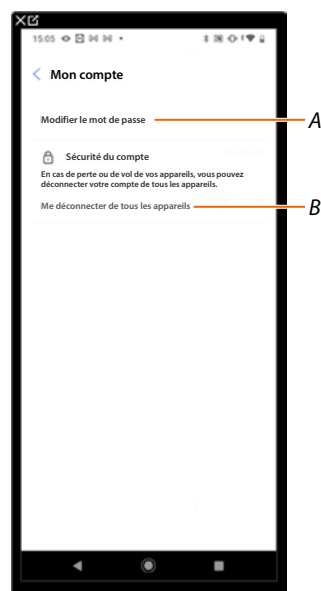 15:05
Mon compte
Modifier le mot de passe
A
Sécurité du compte
En cas de perte ou de vol de vos appareils, vous pouvez
déconnecter votre compte de tous les appareils.
Me déconnecter de tous les appareils
B